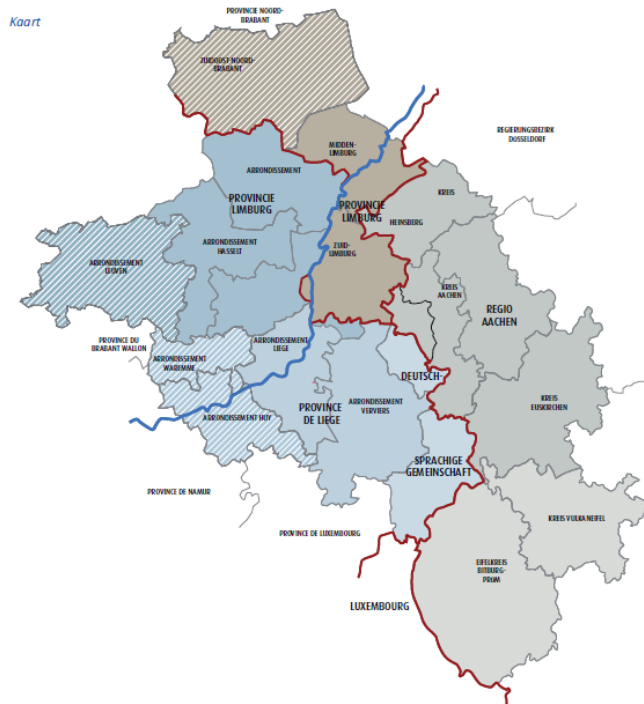 Kaart
PROVINCIE NOORD-
BRABANT
ZUIDOOST-NOORD-
BRABANT
REGIERUNGSBEZIRK
DUSSELDORF
MIDDEN-
LIMBURG
ARRONDISSEMENT
KREIS
PROVINCIE
LIMBURG
PROVINCIE
LIMBURG
HEINSBERG
ARRONDISSEMENT
HASSELT
ZUID-
LIMBURG
ARRONDISSEMENT
LEUVEN
KREIS
AACHEN
REGIO
AACHEN
PROVINCE DU
BRABANT WALLON
ARRONDISSEMENT
LIEGE
ARRONDISSEMENT
WAREMME
DEUTSCH-
ARRONDISSEMENT
VERVIERS
KREIS
EUSKIRCHEN
ARRONDISSEMENT HUY
PROVINCE
DE LIEGE
SPRACHIGE
GEMEINSCHAFT
PROVINCE DE NAMUR
KREIS VULKANEIFEL
PROVINCE DE LUXEMBOURG
EIFELKREIS
BITBURG-
PRÜM
LUXEMBOURG